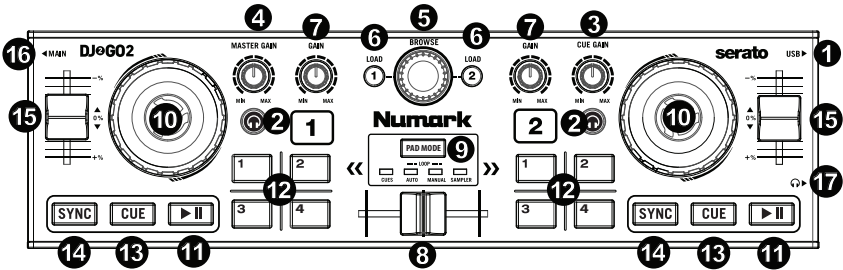 4 7 5 7 3
6 6
MASTER GAIN GAIN BROWSE GAIN CUE GAIN
16 ◀MAIN DJ2GO2 serato USB▶ 1
LOAD LOAD
1 2
-% -%
MIN MAX MIN MAX MIN MAX MIN MAX
15 ▲ 0% ▼ 10 2 1 Numark 2 2 10 ▲ 0% ▼ 15
PAD MODE 9
LOOP
+% 1 2 « CUES AUTO MANUAL SAMPLER » 1 2 +%
12 12 17
3 4 3 4
SYNC CUE ▶II SYNC CUE ▶II
14 13 11 8 14 13 11